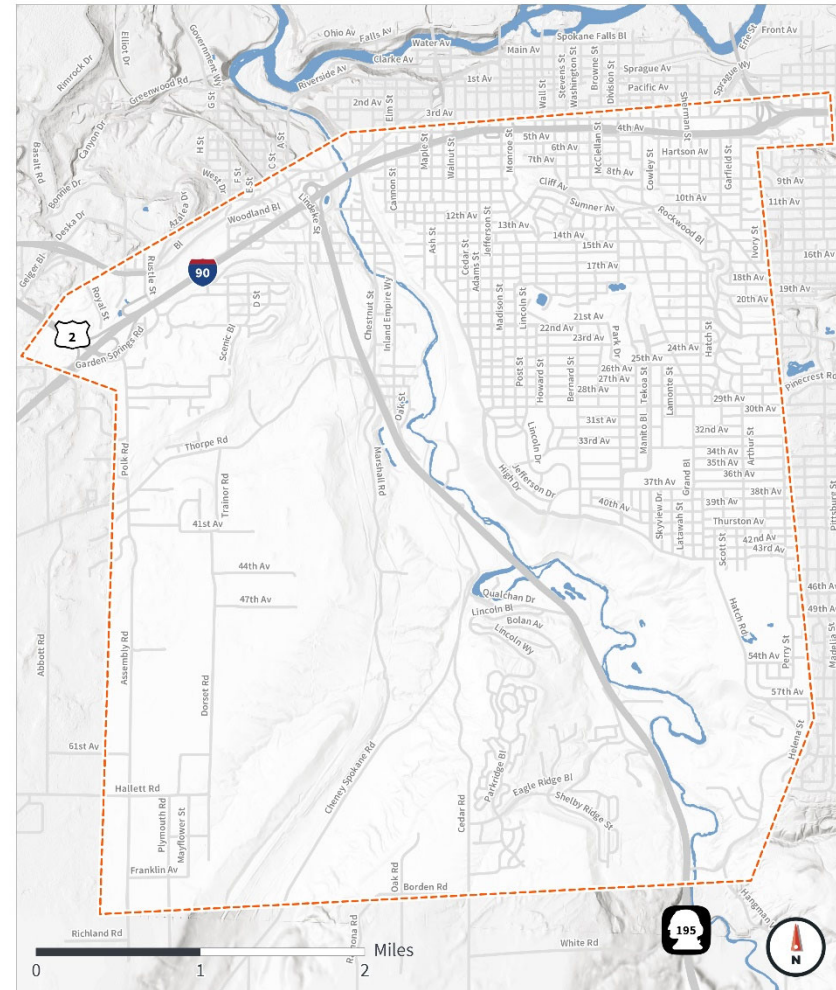 Ohio Av
Falls Av
Water Av
Clarke Av
Riverside Av
Spokane Falls Bl
Main Av
Front Av
Erie St
Sprague Wy
Elliot Dr
Government Wy
Rimrock Dr
Greenwood Rd
G St
1st Av
2nd Av
3rd Av
Elm St
Wall St
Stevens St
Washington St
Browne St
Division St
Sprague Av
Pacific Av
Sherman St
Canyon Dr
H St
F St
E St
C St
A St
Basalt Rd
Bonnie Dr
West Dr
Azalea Dr
Deska Dr
Geiger Bl
Woodland Bl
Bl
Lindeke St
Maple St
Walnut St
Monroe St
4th Av
5th Av
6th Av
7th Av
McClellan St
8th Av
Cowley St
Hartson Av
Garfield St
9th Av
10th Av
11th Av
Cannon St
Cliff Av
Sumner Av
Rockwood Bl
12th Av
13th Av
14th Av
15th Av
16th Av
17th Av
18th Av
19th Av
20th Av
Ivory St
Ash St
Cedar St
Adams St
Jefferson St
Rustle St
Royal St
90
2
Garden Springs Rd
D St
Scenic Bl
Chestnut St
Inland Empire Wy
Madison St
Lincoln St
21st Av
22nd Av
23rd Av
Park Dr
24th Av
Hatch St
25th Av
26th Av
27th Av
28th Av
Post St
Howard St
Bernard St
Tekoa St
Lamonte St
Pinecrest Rd
29th Av
30th Av
Oak St
31st Av
32nd Av
33rd Av
34th Av
35th Av
36th Av
37th Av
38th Av
39th Av
40th Av
Manito Bl
Grand Bl
Arthur St
Lincoln Dr
Jefferson Dr
High Dr
Thorpe Rd
Polk Rd
Trainor Rd
Marshall Rd
41st Av
Skyview Dr
Latawah St
Thurston Av
Scott St
42nd Av
43rd Av
Pittsburg St
44th Av
46th Av
47th Av
49th Av
Qualchan Dr
Lincoln Bl
Bolan Av
Lincoln Wy
Hatch Rd
Perry St
54th Av
57th Av
Madelia St
Helena St
Abbott Rd
Assembly Rd
Dorset Rd
61st Av
Hallett Rd
Cheney Spokane Rd
Cedar Rd
Parkridge Bl
Eagle Ridge Bl
Shelby Ridge St
Plymouth Rd
Mayflower St
Franklin Av
Oak Rd
Borden Rd
Richland Rd
White Rd
Hangman
195
Miles
0
1
2
N